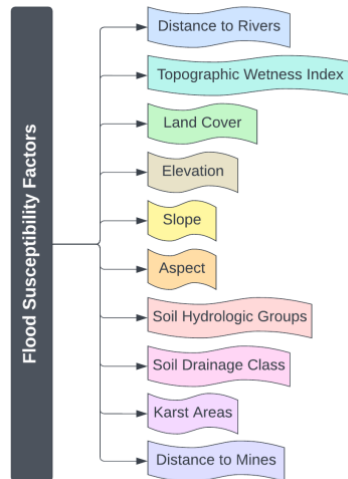 Flood Susceptibility Factors
Distance to Rivers
Topographic Wetness Index
Land Cover
Elevation
Slope
Aspect
Soil Hydrologic Groups
Soil Drainage Class
Karst Areas
Distance to Mines